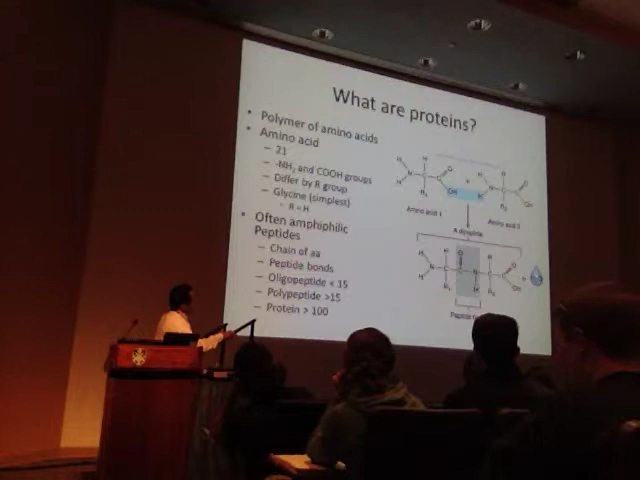 What are proteins?
• Polymer of amino acids
• Amino acid
– 21
– -NH2 and COOH groups
– Differ by R group
– Glycine (simplest)
• R = H
• Often amphiphilic
Peptides
– Chain of aa
– Peptide bonds
– Oligopeptide < 15
– Polypeptide >15
– Protein > 100
Amino acid 1
Amino acid 2
A dipeptide
Peptide